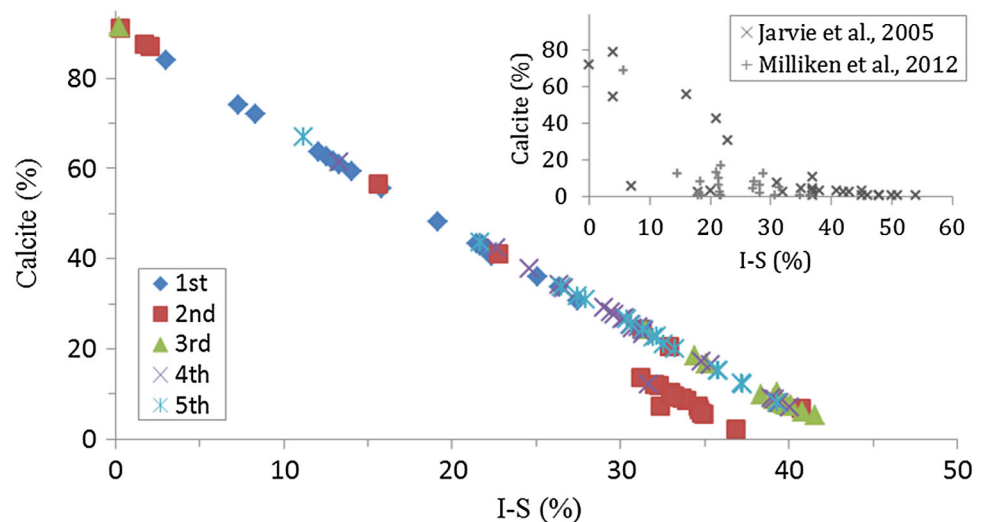 Calcite (%)
80
60
40
20
0
0 10 20 30 40 50
I-S (%)
1st
2nd
3rd
4th
5th
Calcite (%)
80
60
40
20
0
0 10 20 30 40 50 60
I-S (%)
Jarvie et al., 2005
Milliken et al., 2012